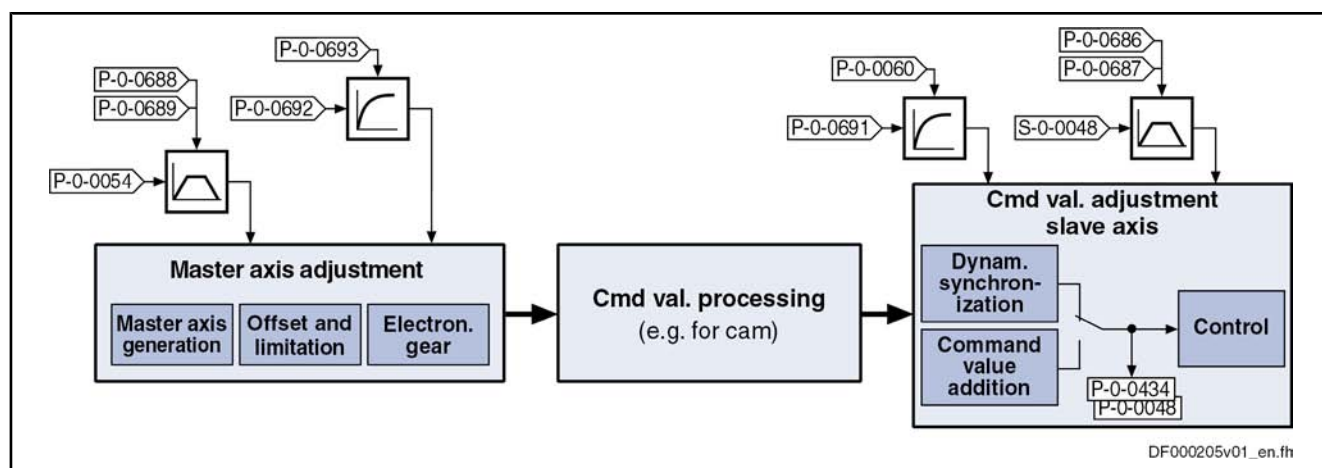 P-0-0693
P-0-0688
P-0-0689
P-0-0692
P-0-0054
P-0-0686
P-0-0060
P-0-0687
P-0-0691
S-0-0048
Master axis adjustment
Master axis
generation
Offset and
limitation
Electron.
gear
Cmd val. processing
(e.g. for cam)
Cmd val. adjustment
slave axis
Dynam.
synchron-
ization
Command
value
addition
Control
P-0-0434
P-0-0048
DF000205v01_en.fh